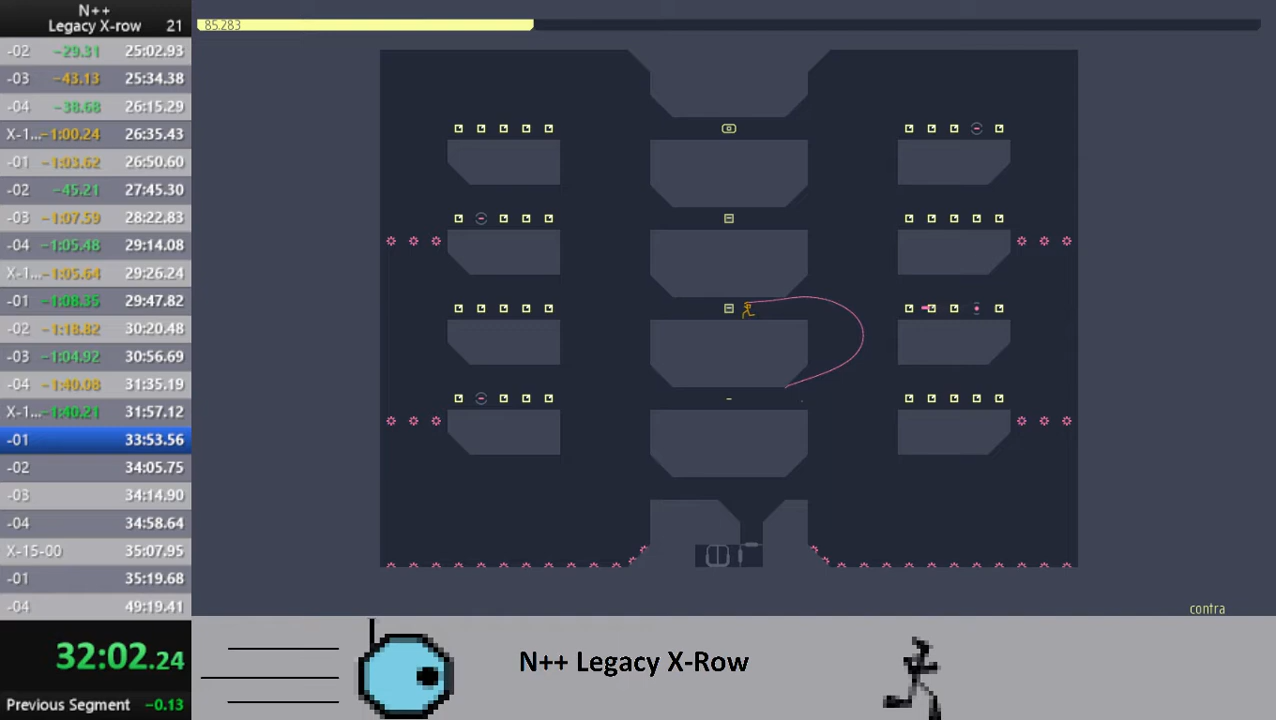 N++
Legacy X-row 21
-02 −29.31 25:02.93
-03 −43.13 25:34.38
-04 −38.68 26:15.29
X-1... −1:00.24 26:35.43
-01 −1:03.62 26:50.60
-02 −45.21 27:45.30
-03 −1:07.59 28:22.83
-04 −1:05.48 29:14.08
X-1... −1:05.64 29:26.24
-01 −1:08.35 29:47.82
-02 −1:18.82 30:20.48
-03 −1:04.92 30:56.69
-04 −1:40.08 31:35.19
X-1... −1:40.21 31:57.12
-01 33:53.56
-02 34:05.75
-03 34:14.90
-04 34:58.64
X-15-00 35:07.95
-01 35:19.68
-04 49:19.41
32:02.24
Previous Segment −0.13
85.283
contra
N++ Legacy X-Row